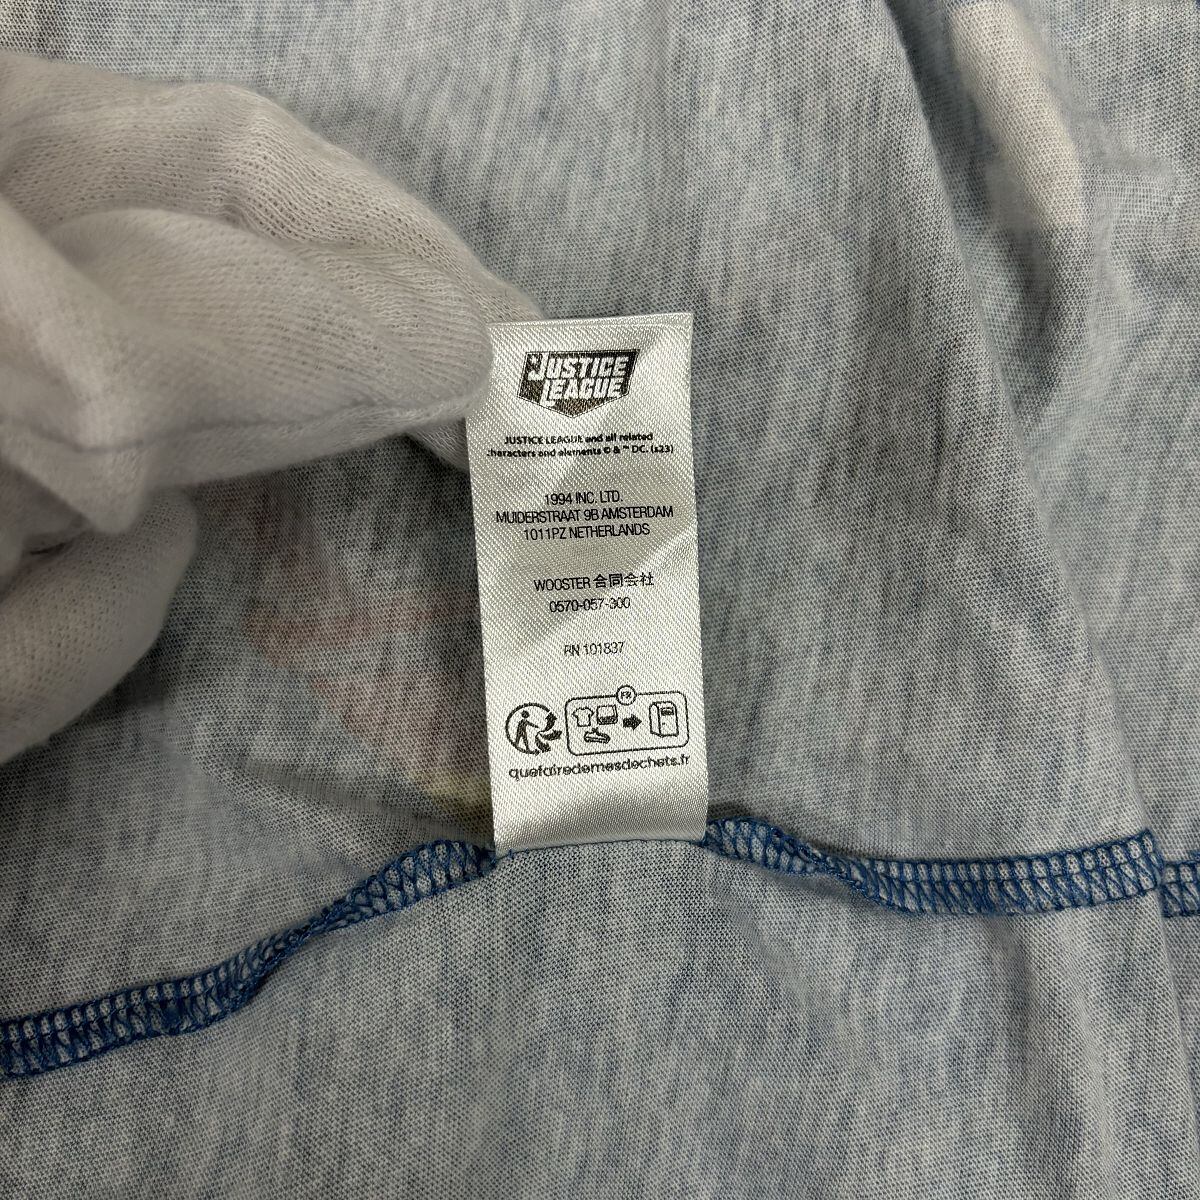 JUSTICE
LEAGUE
JUSTICE LEAGUE and all related
characters and elements © & ™ DC. (s23)
1994 INC. LTD.
MUIDERSTRAAT 9B AMSTERDAM
1011PZ NETHERLANDS
WOOSTER 合同会社
0570-057-300
RN 101837
FR
quefairedemesdechets.fr